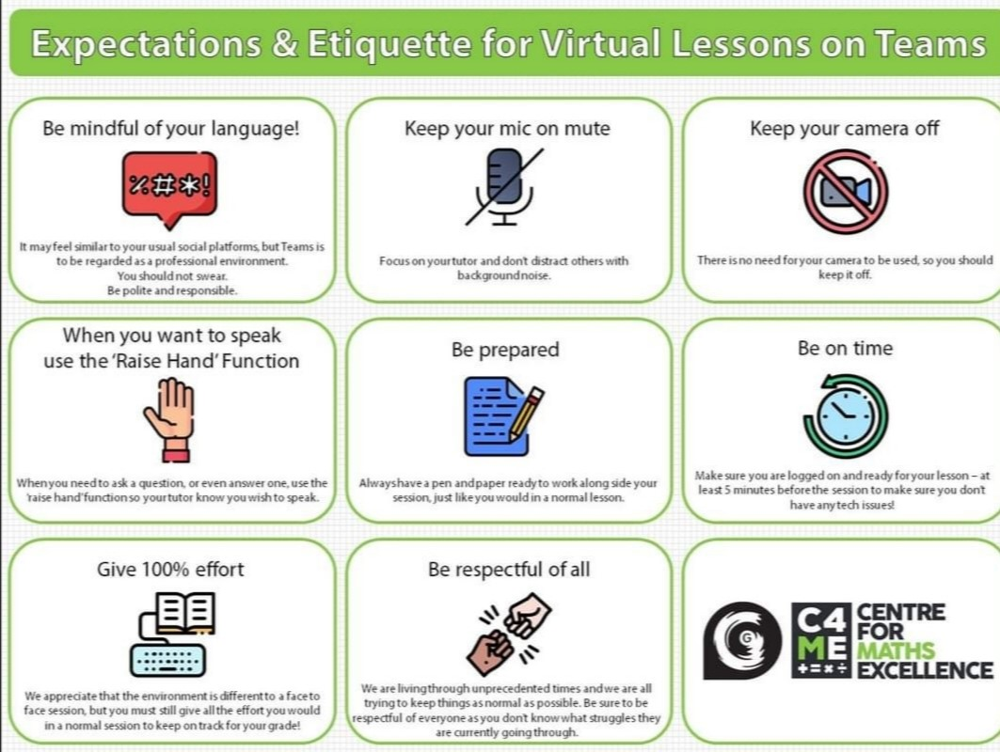 Expectations & Etiquette for Virtual Lessons on Teams
Be mindful of your language!
%#*!
It may feel similar to your usual social platforms, but Teams is
to be regarded as a professional environment.
You should not swear.
Be polite and responsible.
Keep your mic on mute
Focus on your tutor and don't distract others with
background noise.
Keep your camera off
There is no need for your camera to be used, so you should
keep it off.
When you want to speak
use the 'Raise Hand' Function
When you need to ask a question, or even answer one, use the
'raise hand' function so your tutor know you wish to speak.
Be prepared
Always have a pen and paper ready to work along side your
session, just like you would in a normal lesson.
Be on time
Make sure you are logged on and ready for your lesson – at
least 5 minutes before the session to make sure you don't
have any tech issues!
Give 100% effort
We appreciate that the environment is different to a face to
face session, but you must still give all the effort you would
in a normal session to keep on track for your grade!
Be respectful of all
We are living through unprecedented times and we are all
trying to keep things as normal as possible. Be sure to be
respectful of everyone as you don't know what struggles they
are currently going through.
G
C4
ME
+=×÷
CENTRE
FOR
MATHS
EXCELLENCE